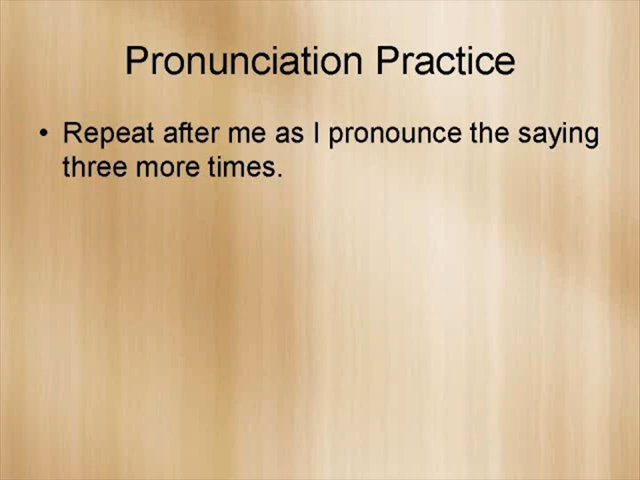 Pronunciation Practice
• Repeat after me as I pronounce the saying
three more times.